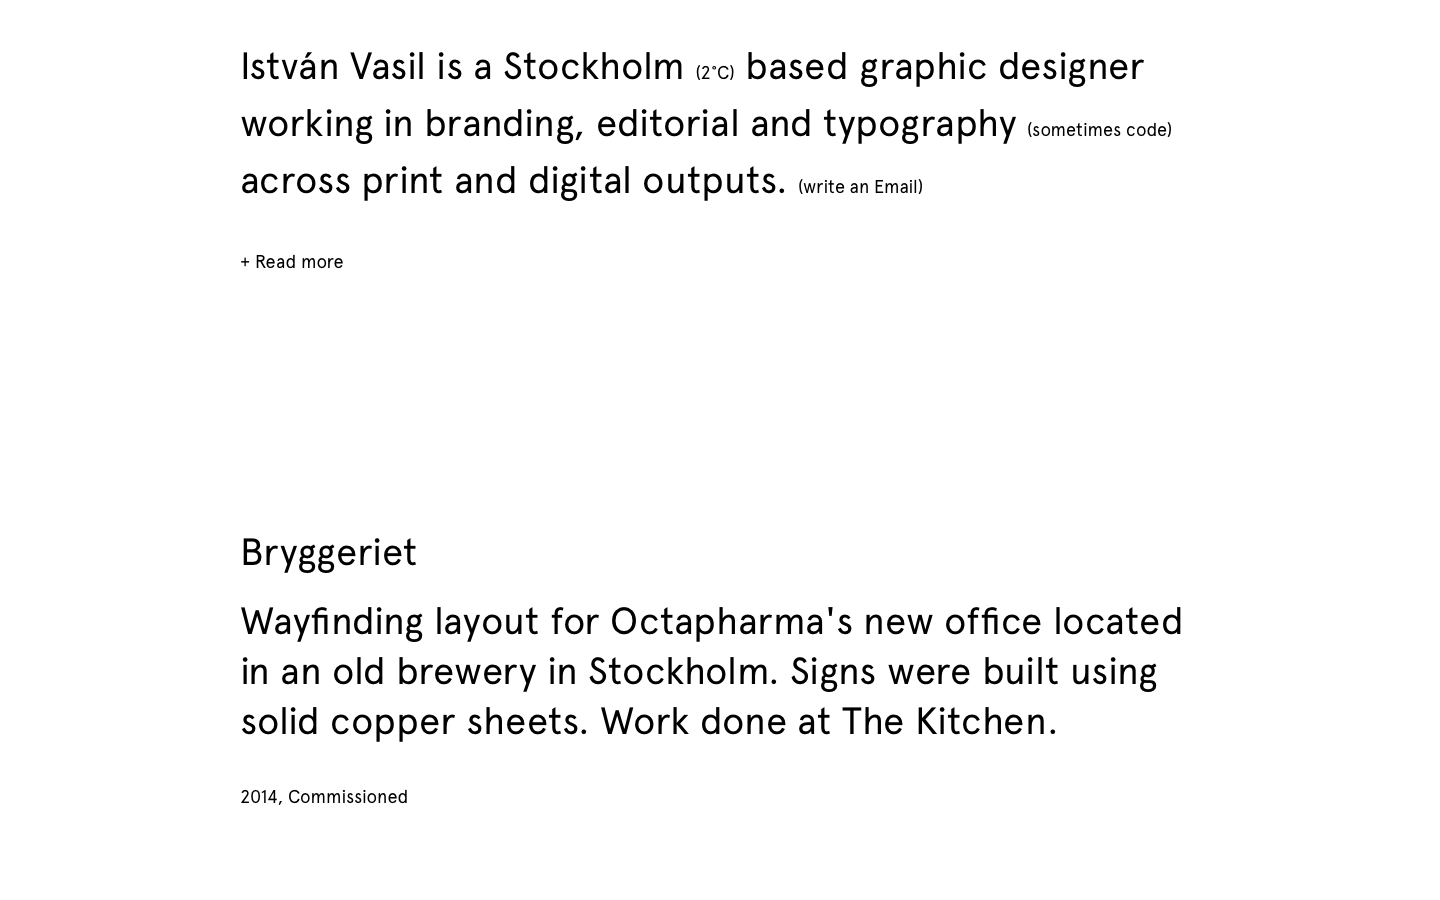 István Vasil is a Stockholm (2°C) based graphic designer
working in branding, editorial and typography (sometimes code)
across print and digital outputs. (write an Email)
+ Read more
Bryggeriet
Wayfinding layout for Octapharma's new office located
in an old brewery in Stockholm. Signs were built using
solid copper sheets. Work done at The Kitchen.
2014, Commissioned